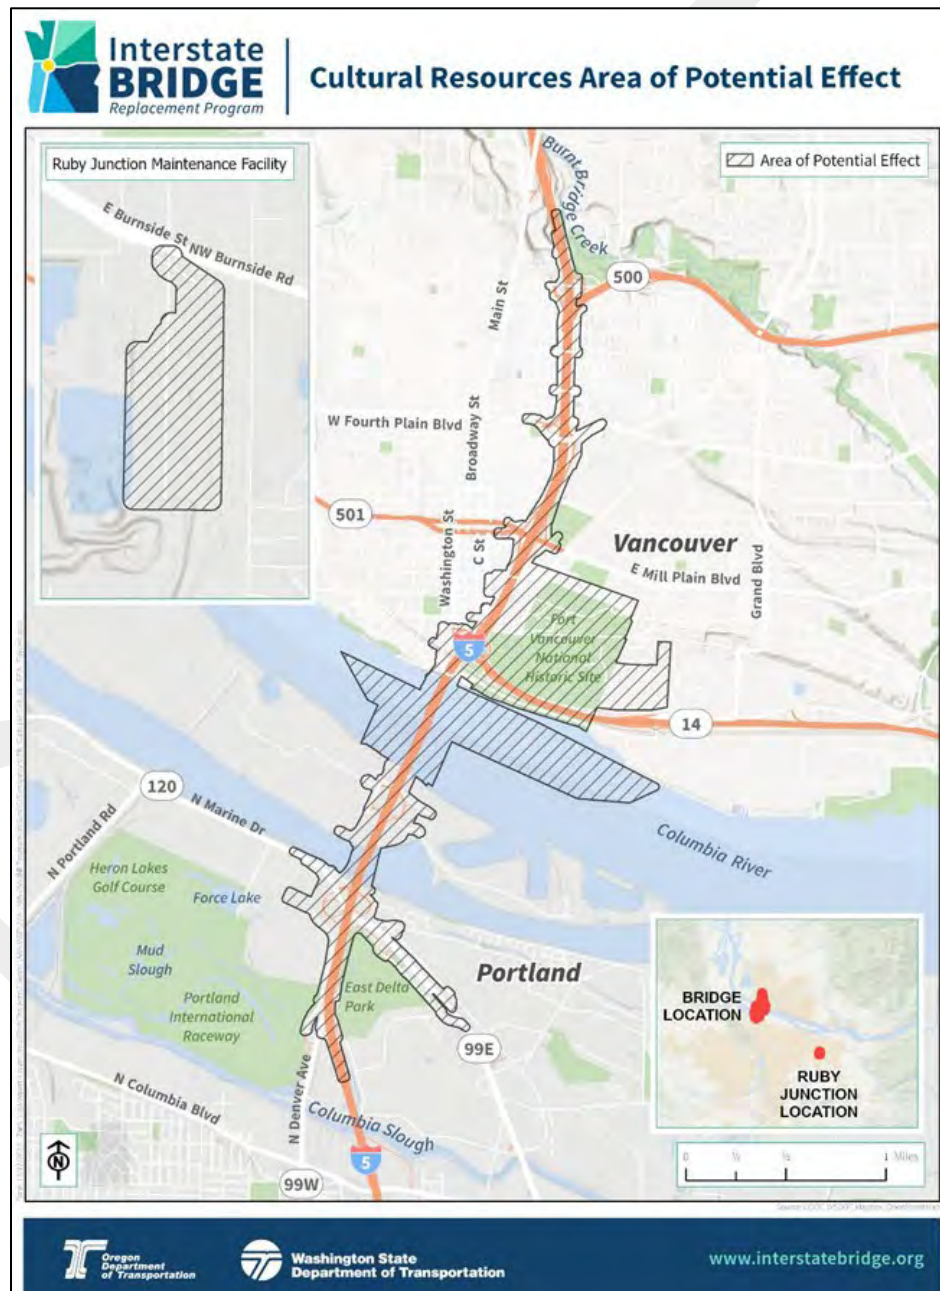 Interstate
BRIDGE
Replacement Program
Cultural Resources Area of Potential Effect
Ruby Junction Maintenance Facility
Area of Potential Effect
E Burnside St
NW Burnside Rd
Burnt Bridge Creek
500
Main St
Broadway St
W Fourth Plain Blvd
501
Washington St
C St
Vancouver
E Mill Plain Blvd
Grand Blvd
Fort
Vancouver
National
Historic Site
5
14
120
N Marine Dr
N Portland Rd
Columbia River
Heron Lakes
Golf Course
Force Lake
Mud
Slough
Portland
International
Raceway
East Delta
Park
Portland
99E
BRIDGE
LOCATION
RUBY
JUNCTION
LOCATION
N Denver Ave
N Columbia Blvd
Columbia Slough
5
99W
N
0 1 Miles
Oregon
Department
of Transportation
Washington State
Department of Transportation
www.interstatebridge.org